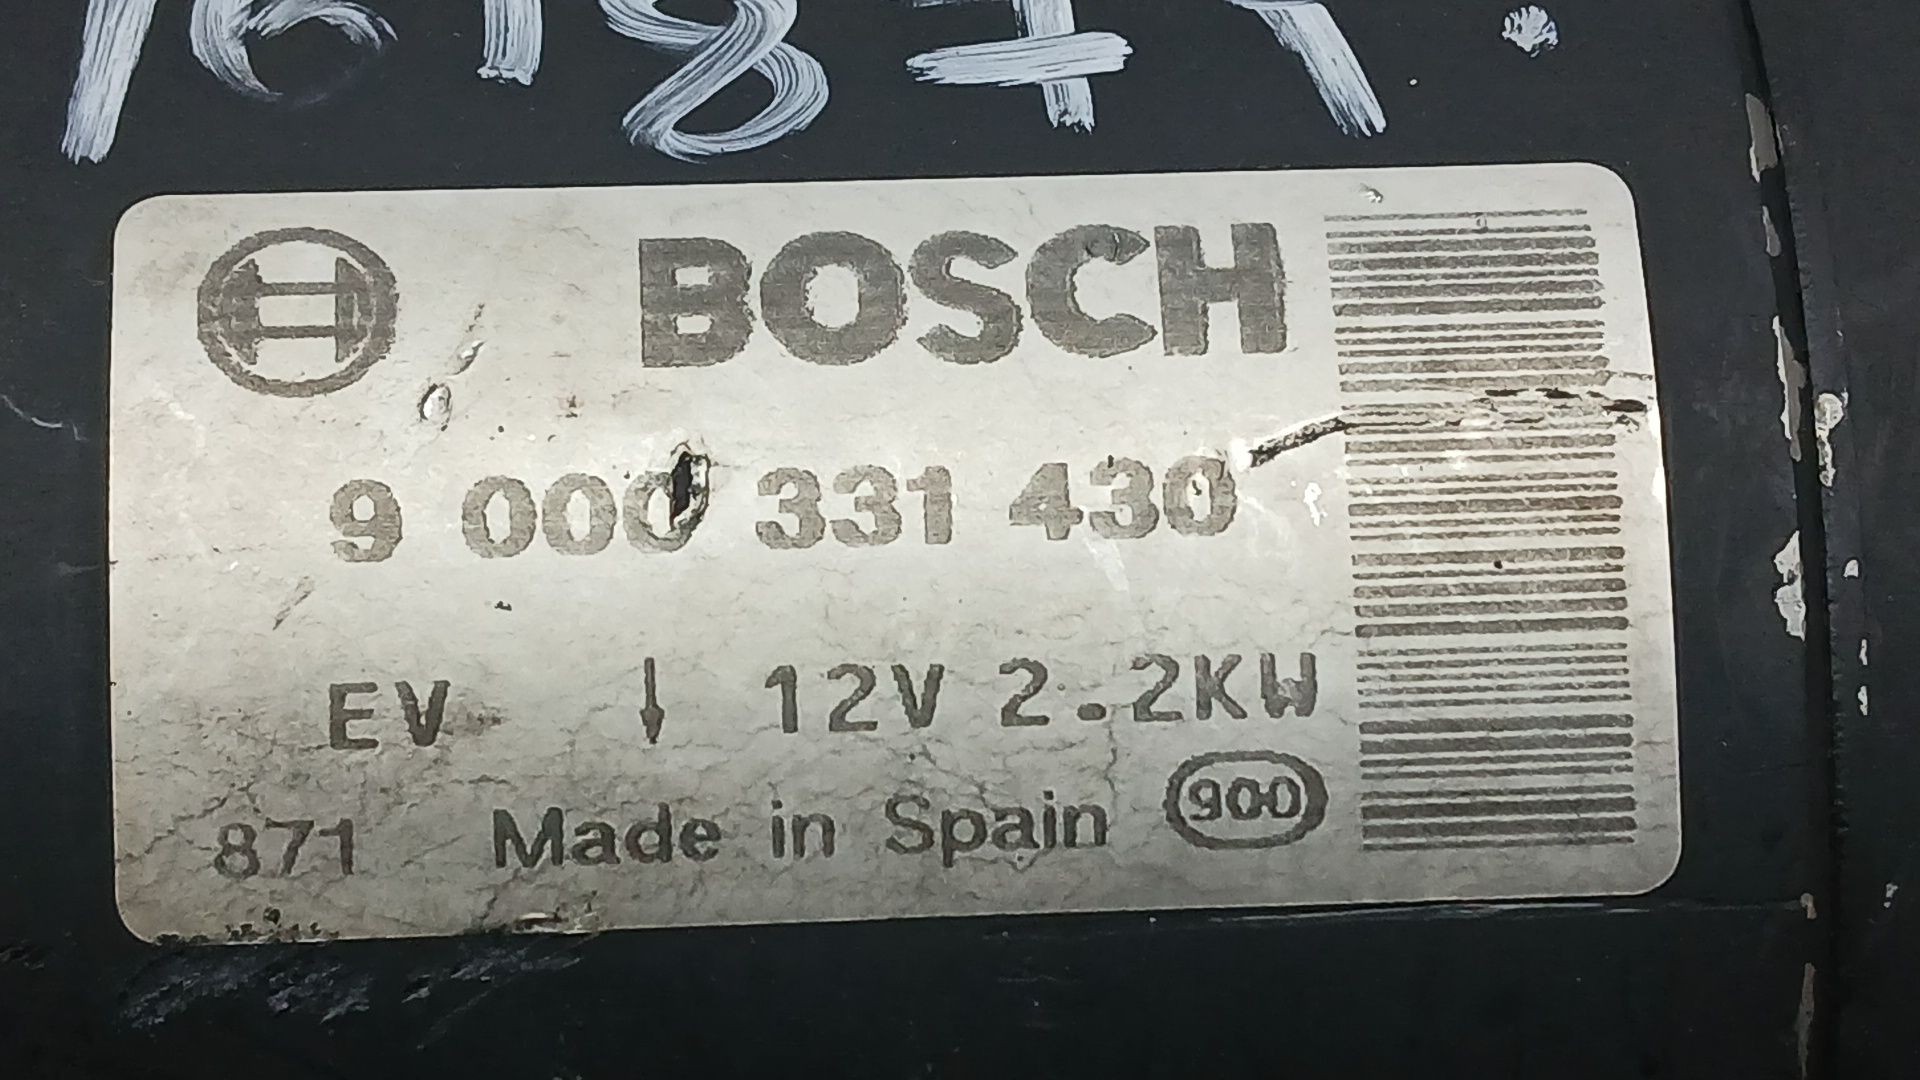 BOSCH
9 000 331 430
EV ↓ 12V 2.2KW
871 Made in Spain 900